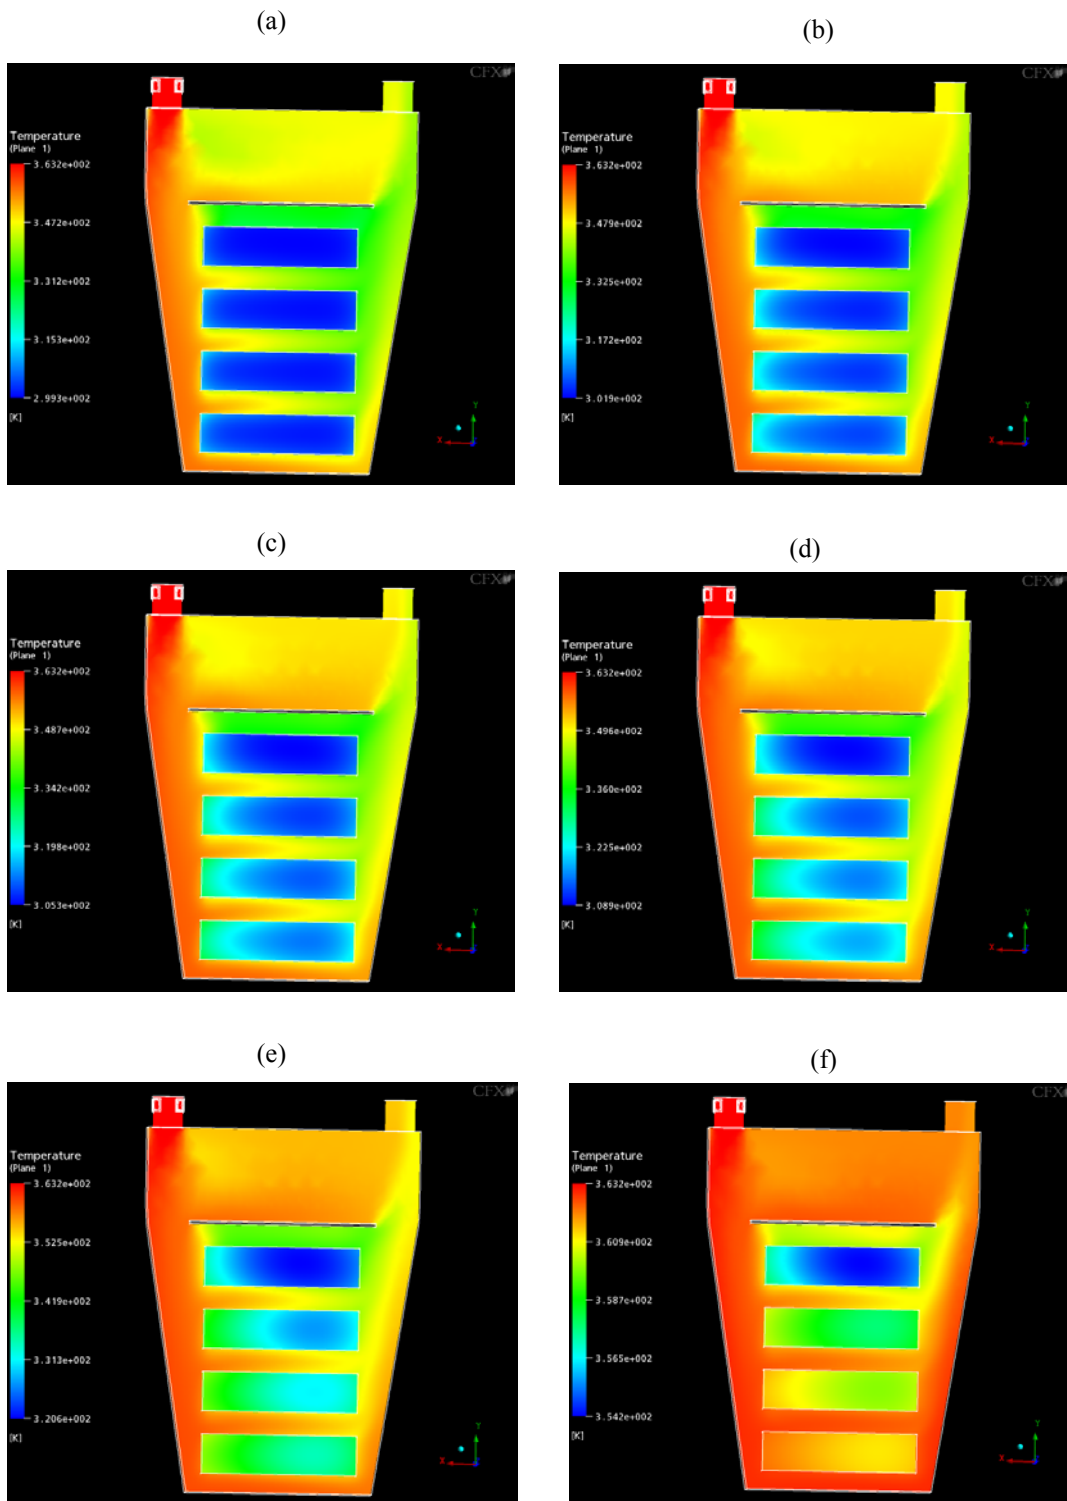 (a)
CFX
Temperature
(Plane 1)
3.632e+002
3.472e+002
3.312e+002
3.153e+002
2.993e+002
[K]
Y
X
(b)
CFX
Temperature
(Plane 1)
3.632e+002
3.479e+002
3.325e+002
3.172e+002
3.019e+002
[K]
Y
X
(c)
CFX
Temperature
(Plane 1)
3.632e+002
3.487e+002
3.342e+002
3.198e+002
3.053e+002
[K]
Y
X
(d)
CFX
Temperature
(Plane 1)
3.632e+002
3.496e+002
3.360e+002
3.225e+002
3.089e+002
[K]
Y
X
(e)
CFX
Temperature
(Plane 1)
3.632e+002
3.525e+002
3.419e+002
3.313e+002
3.206e+002
[K]
Y
X
(f)
CFX
Temperature
(Plane 1)
3.632e+002
3.609e+002
3.587e+002
3.565e+002
3.542e+002
[K]
Y
X